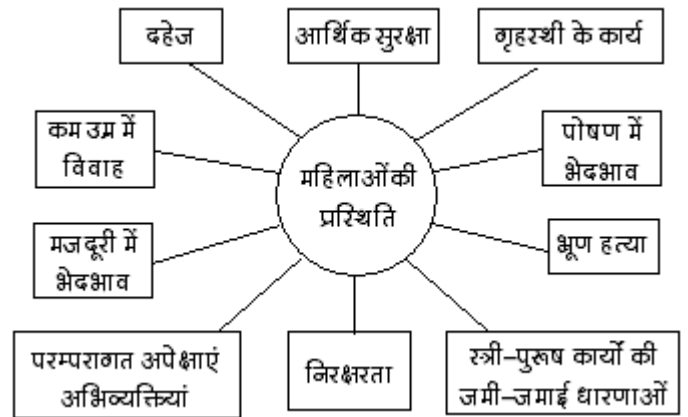 दहेज
आर्थिक सुरक्षा
गृहस्थी के कार्य
कम उम्र में
विवाह
महिलाओंकी
प्रस्थिति
पोषण में
भेदभाव
मजदूरी में
भेदभाव
भ्रूण हत्या
परम्परागत अपेक्षाएं
अभिव्यक्तियां
निरक्षरता
स्त्री–पुरूष कार्यों की
जमी–जमाई धारणाओं